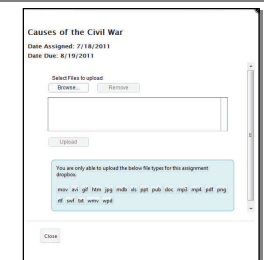 Causes of the Civil War
Date Assigned: 7/18/2011
Date Due: 8/19/2011
Select Files to upload
Browse... Remove
Upload
You are only able to upload the below file types for this assignment
dropbox.
mov avi gif htm jpg mdb xls ppt pub doc mp3 mp4 pdf png
rtf swf txt wmv wpd
Close